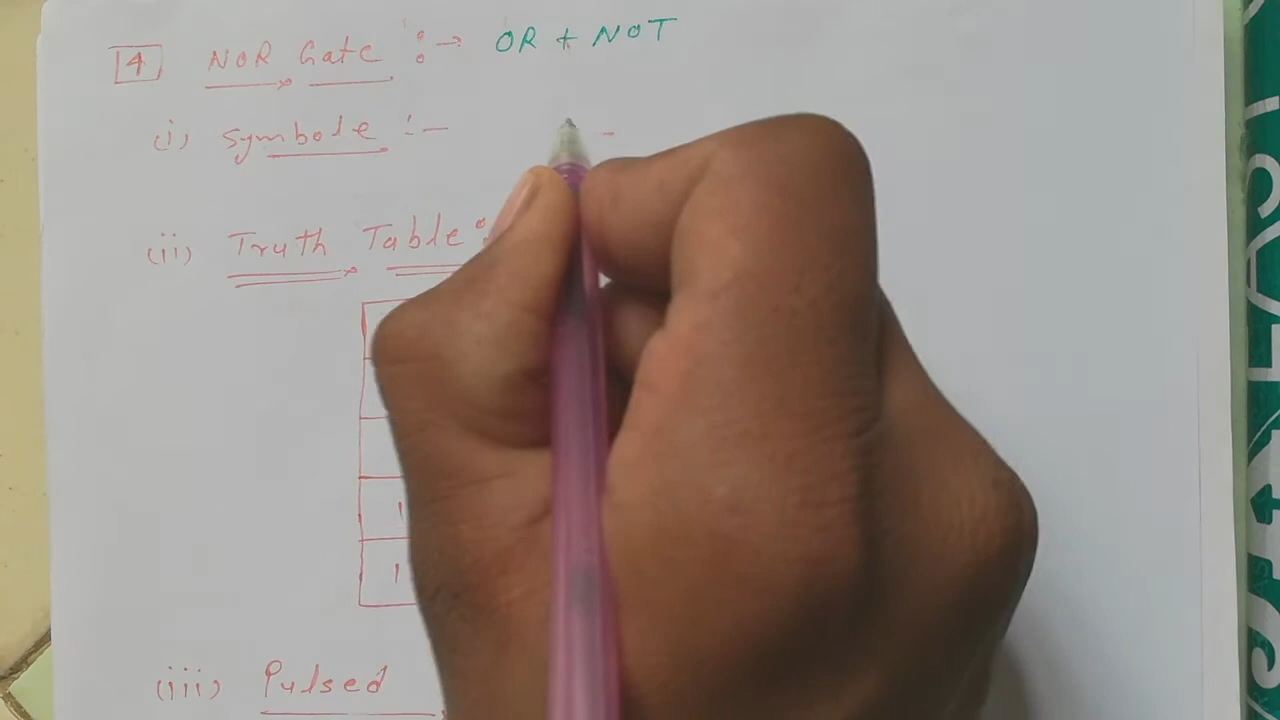 4 NOR Gate :→ OR + NOT
(i) Symbole :-
(ii) Truth Table:
1
1
(iii) Pulsed